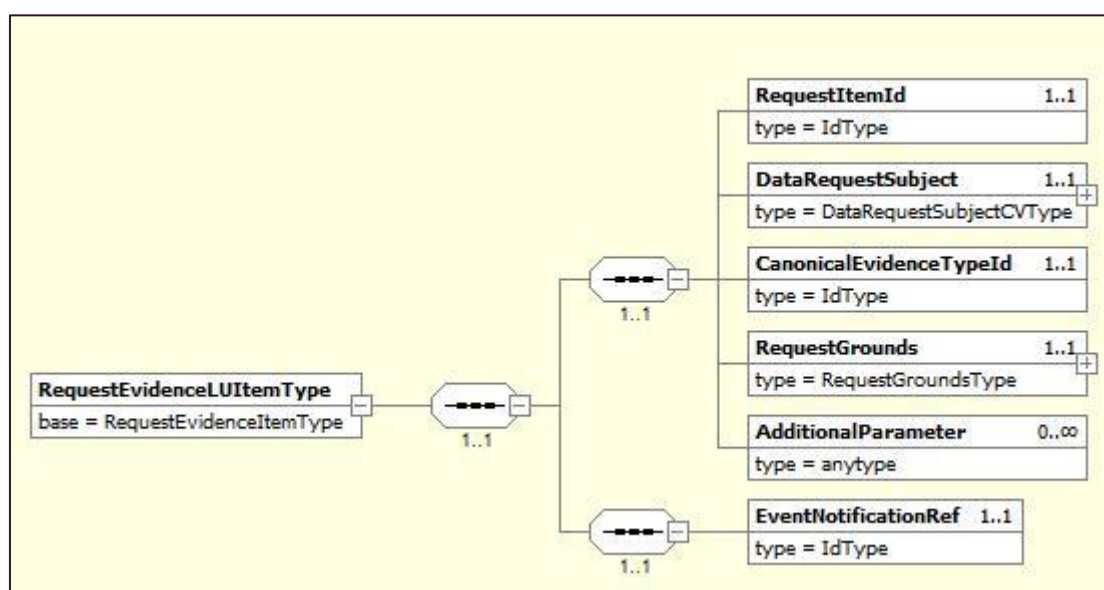 RequestItemId 1..1
type = IdType
DataRequestSubject 1..1
type = DataRequestSubjectCVType
CanonicalEvidenceTypeId 1..1
type = IdType
1..1
RequestGrounds 1..1
type = RequestGroundsType
RequestEvidenceLUItemType
base = RequestEvidenceItemType
1..1
AdditionalParameter 0..∞
type = anytype
EventNotificationRef 1..1
type = IdType
1..1